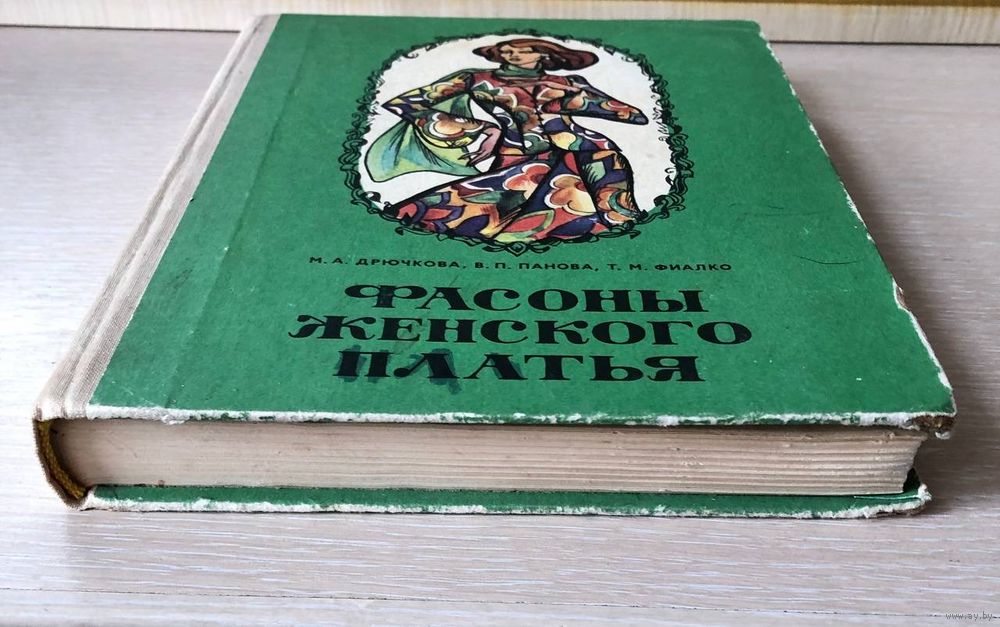 М. А. ДРЮЧКОВА, В. П. ПАНОВА, Т. М. ФИАЛКО
ФАСОНЫ
ЖЕНСКОГО
ПЛАТЬЯ
www.ay.by